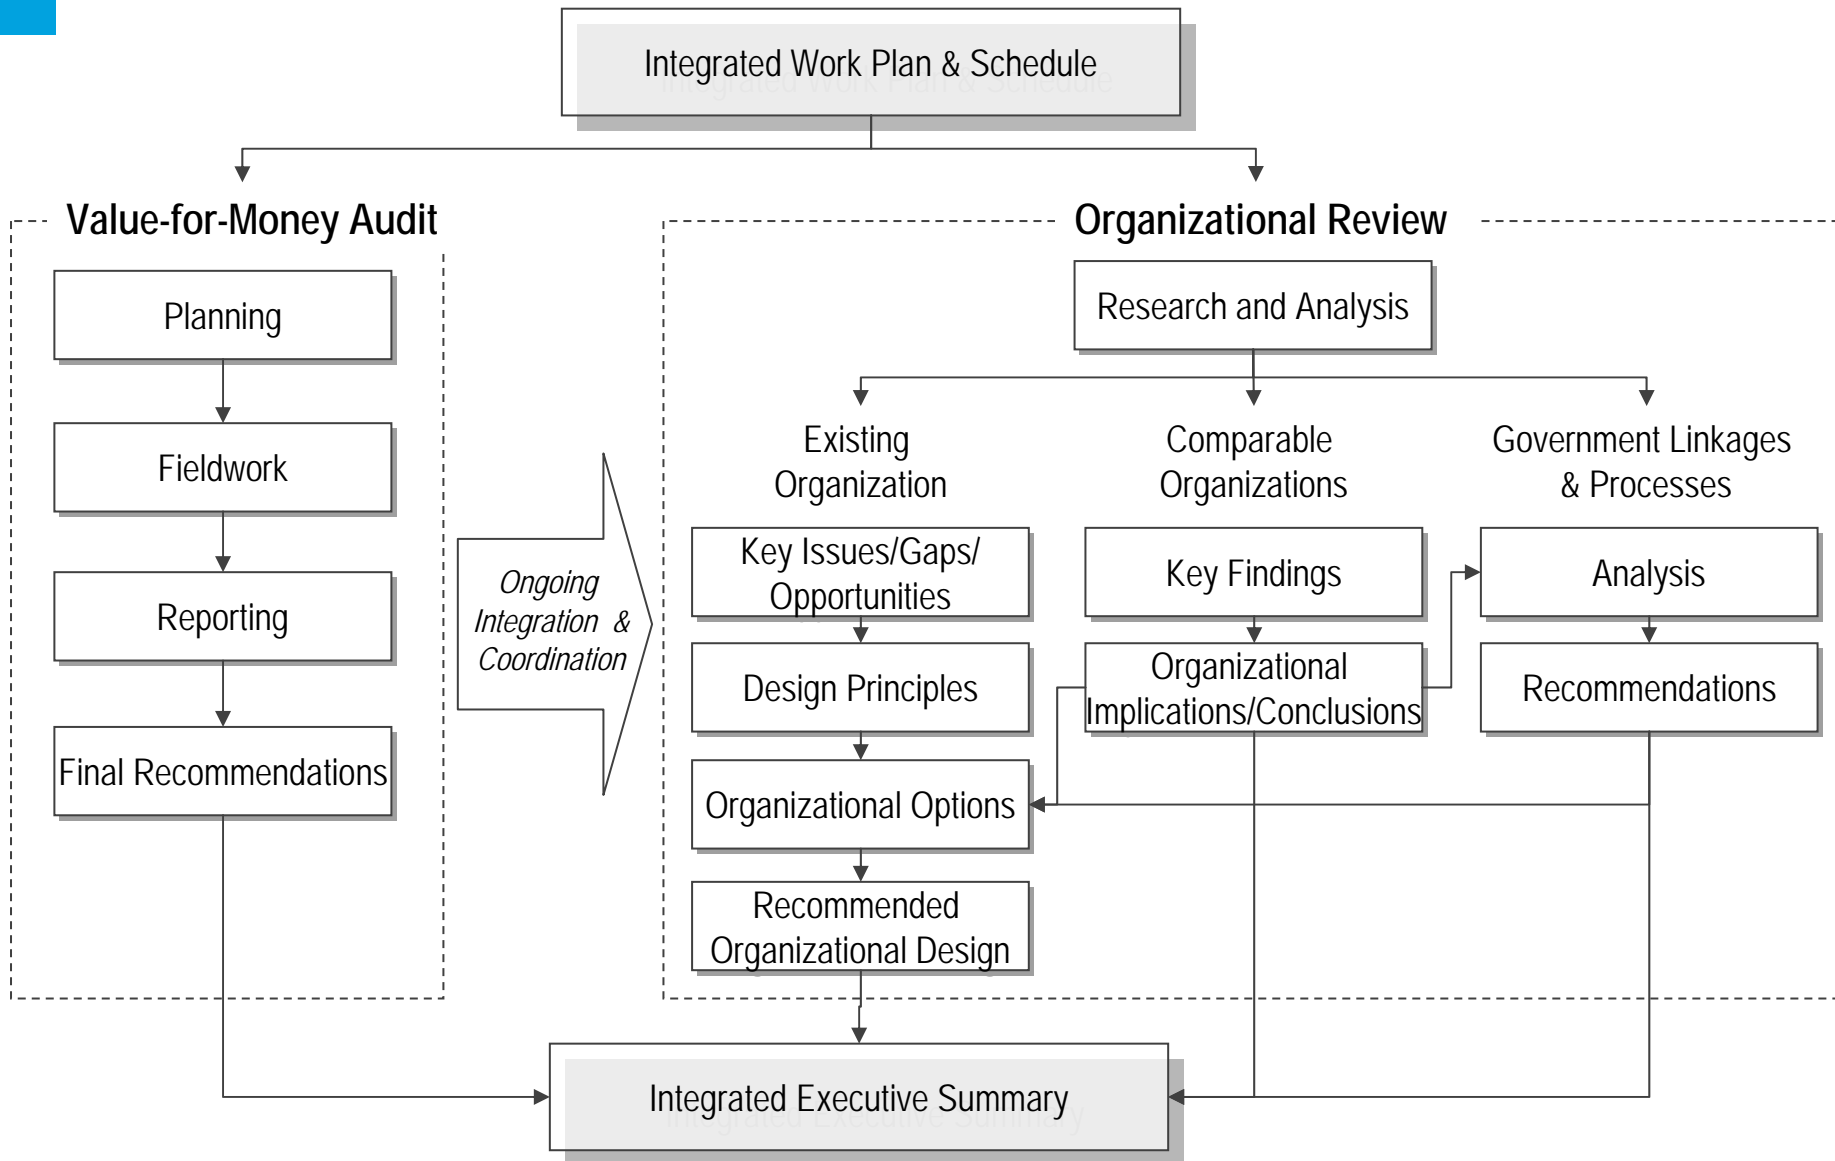 Integrated Work Plan & Schedule
Value-for-Money Audit
Planning
Fieldwork
Reporting
Final Recommendations
Ongoing
Integration &
Coordination
Organizational Review
Research and Analysis
Existing
Organization
Key Issues/Gaps/
Opportunities
Design Principles
Organizational Options
Recommended
Organizational Design
Comparable
Organizations
Key Findings
Organizational
Implications/Conclusions
Government Linkages
& Processes
Analysis
Recommendations
Integrated Executive Summary